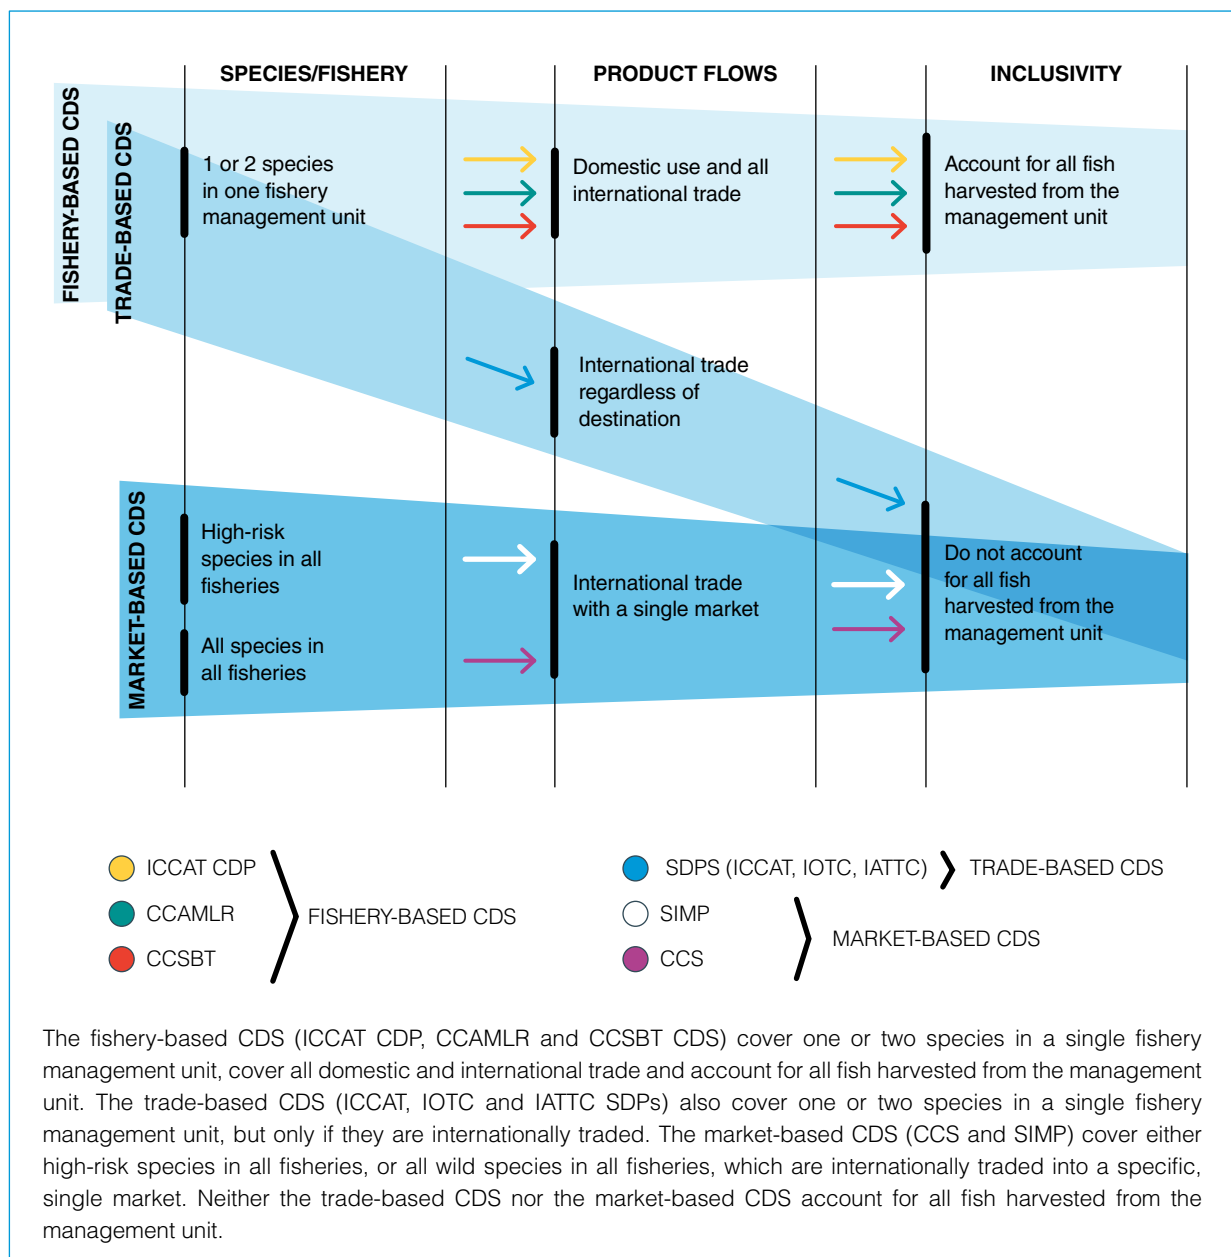 SPECIES/FISHERY
PRODUCT FLOWS
INCLUSIVITY
FISHERY-BASED CDS
TRADE-BASED CDS
1 or 2 species
in one fishery
management unit
Domestic use and all
international trade
Account for all fish
harvested from the
management unit
International trade
regardless of
destination
MARKET-BASED CDS
High-risk
species in all
fisheries
All species in
all fisheries
International trade
with a single market
Do not account
for all fish
harvested from the
management unit
ICCAT CDP
CCAMLR
CCSBT
FISHERY-BASED CDS
SDPS (ICCAT, IOTC, IATTC)
TRADE-BASED CDS
SIMP
CCS
MARKET-BASED CDS
The fishery-based CDS (ICCAT CDP, CCAMLR and CCSBT CDS) cover one or two species in a single fishery
management unit, cover all domestic and international trade and account for all fish harvested from the management
unit. The trade-based CDS (ICCAT, IOTC and IATTC SDPs) also cover one or two species in a single fishery
management unit, but only if they are internationally traded. The market-based CDS (CCS and SIMP) cover either
high-risk species in all fisheries, or all wild species in all fisheries, which are internationally traded into a specific,
single market. Neither the trade-based CDS nor the market-based CDS account for all fish harvested from the
management unit.